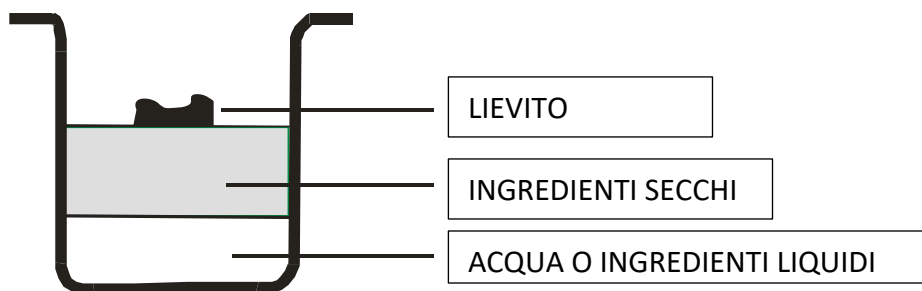 LIEVITO
INGREDIENTI SECCHI
ACQUA O INGREDIENTI LIQUIDI